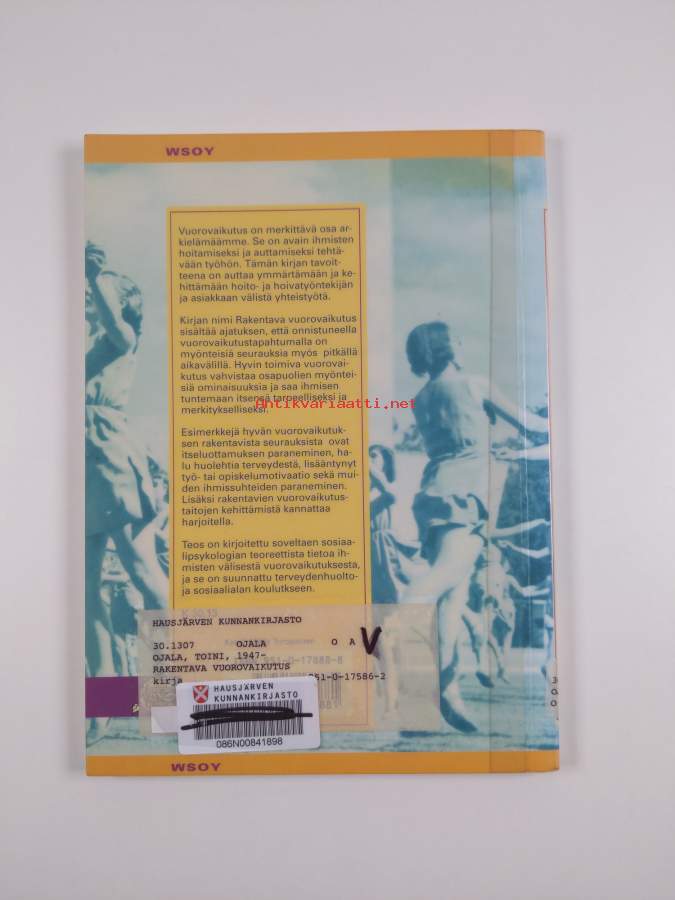 WSOY
Vuorovaikutus on merkittävä osa ar-
kielämäämme. Se on avain ihmisten
hoitamiseksi ja auttamiseksi tehtä-
vään työhön. Tämän kirjan tavoit-
teena on auttaa ymmärtämään ja ke-
hittämään hoito- ja hoivatyöntekijän
ja asiakkaan välistä yhteistyötä.
Kirjan nimi Rakentava vuorovaikutus
sisältää ajatuksen, että onnistuneella
vuorovaikutustapahtumalla on
myönteisiä seurauksia myös pitkällä
aikavälillä. Hyvin toimiva vuorovai-
kutus vahvistaa osapuolien myöntei-
siä ominaisuuksia ja saa ihmisen
tuntemaan itsensä tarpeelliseksi ja
merkitykselliseksi.
Antikvariaatti.net
Esimerkkejä hyvän vuorovaikutuk-
sen rakentavista seurauksista ovat
itseluottamuksen paraneminen, ha-
lu huolehtia terveydestä, lisääntynyt
työ- tai opiskelumotivaatio sekä mui-
den ihmissuhteiden paraneminen.
Lisäksi rakentavien vuorovaikutus-
taitojen kehittämistä kannattaa
harjoitella.
Teos on kirjoitettu soveltaen sosiaa-
lipsykologian teoreettista tietoa ih-
misten välisestä vuorovaikutuksesta,
ja se on suunnattu terveydenhuolto-
ja sosiaalialan koulutukseen.
HAUSJÄRVEN KUNNANKIRJASTO
30.1307 OJALA O A V
OJALA, TOINI, 1947-
RAKENTAVA VUOROVAIKUTUS
kirja 951-0-17586-2
HAUSJÄRVEN
KUNNANKIRJASTO
086N00841898
WSOY